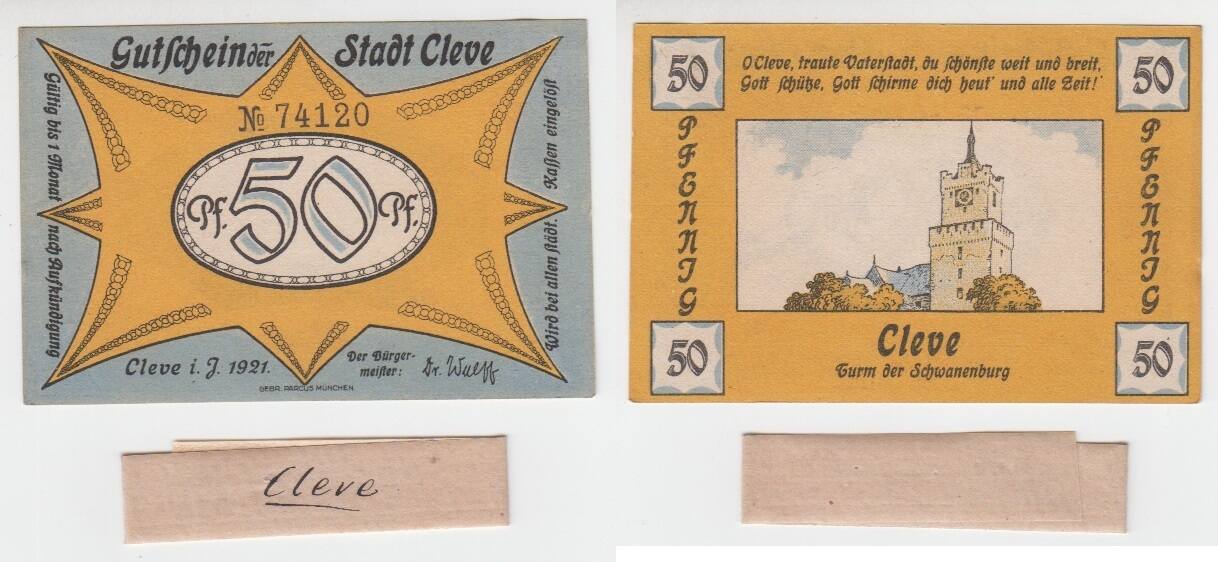 Gutschein der Stadt Cleve
Gültig bis 1 Monat nach Aufkündigung
№ 74120
Pf. 50 Pf.
Wird bei allen städt. Kassen eingelöst
Cleve i. J. 1921.
Der Bürger-
meister: Dr. Wulff
GEBR. PARCUS MÜNCHEN
Cleve
50
50
O Cleve, traute Vaterstadt, du schönste weit und breit,
Gott schütze, Gott schirme dich heut' und alle Zeit!
PFENNIG
PFENNIG
Cleve
Turm der Schwanenburg
50
50